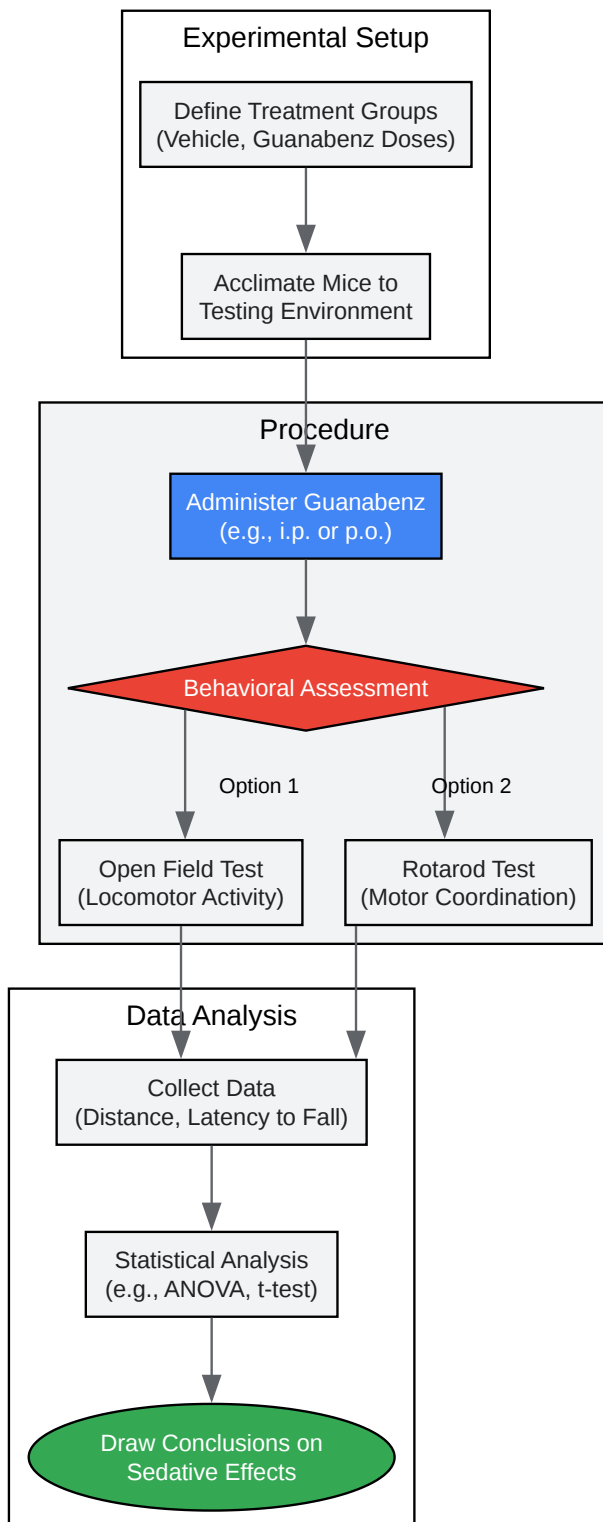 Experimental Setup
Define Treatment Groups
(Vehicle, Guanabenz Doses)
Acclimate Mice to
Testing Environment
Procedure
Administer Guanabenz
(e.g., i.p. or p.o.)
Behavioral Assessment
Option 1
Option 2
Open Field Test
(Locomotor Activity)
Rotarod Test
(Motor Coordination)
Data Analysis
Collect Data
(Distance, Latency to Fall)
Statistical Analysis
(e.g., ANOVA, t-test)
Draw Conclusions on
Sedative Effects